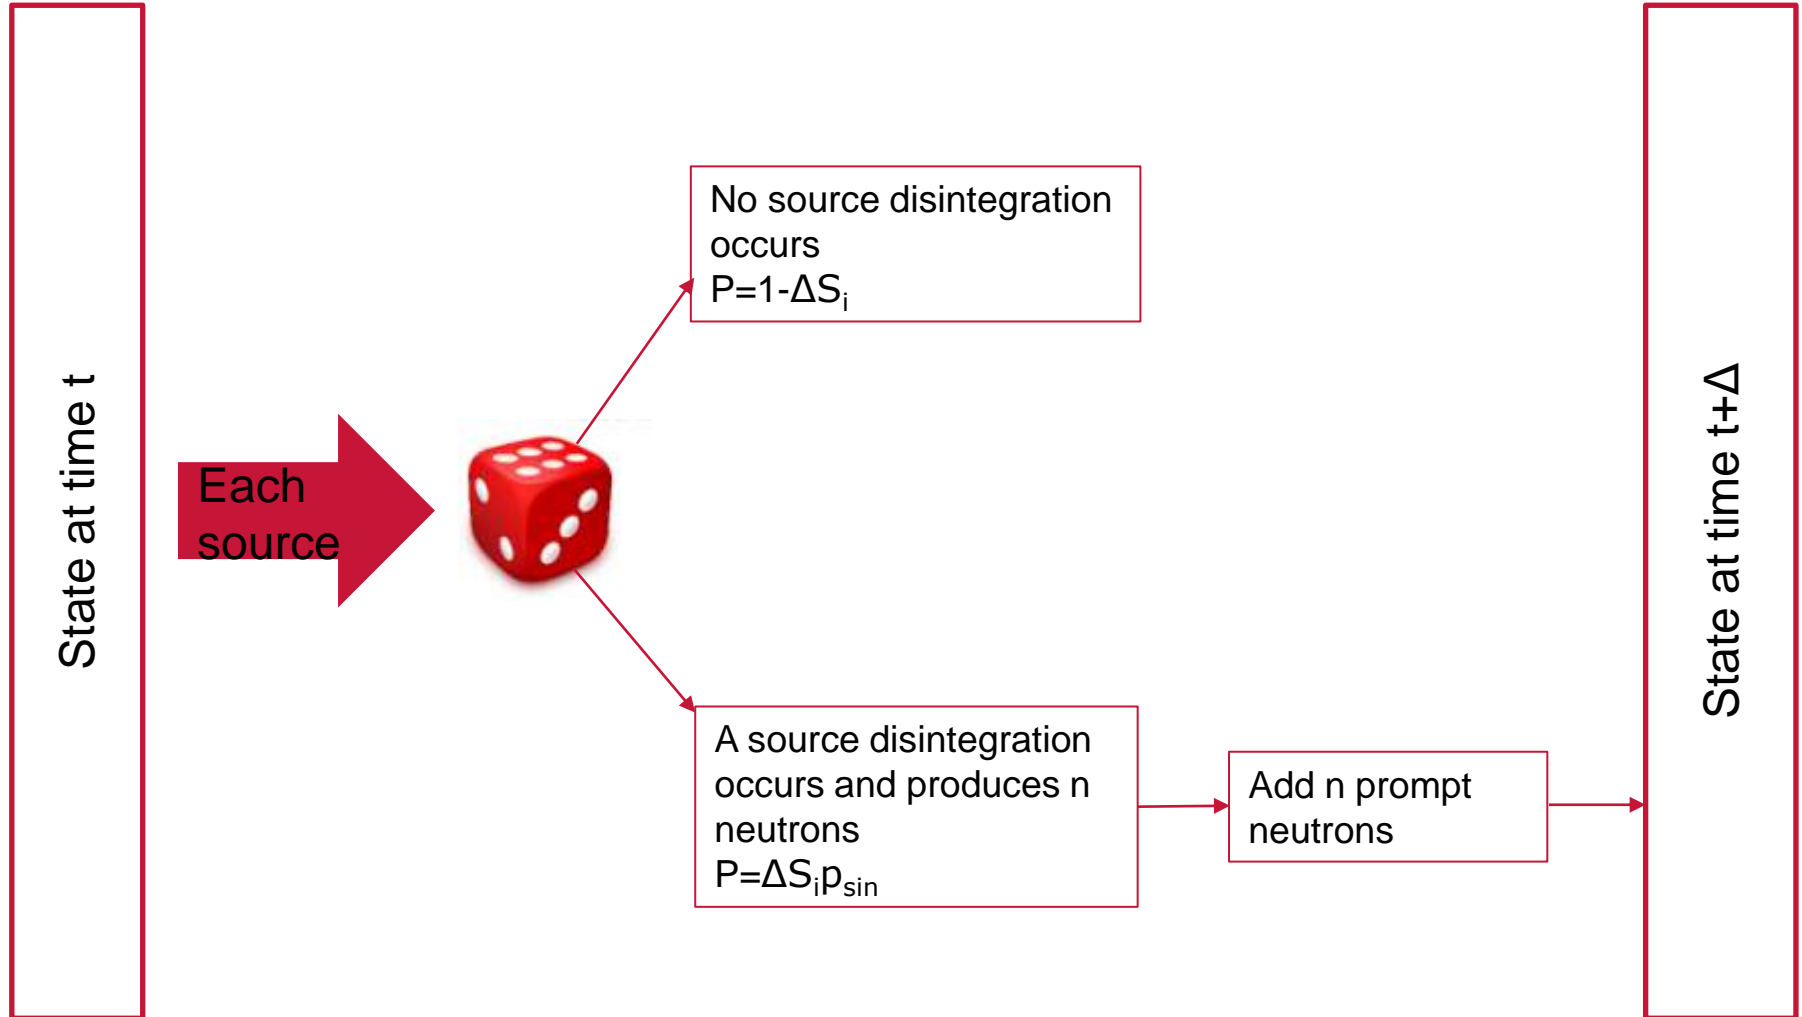 State at time t
Each
source
No source disintegration
occurs
P=1-ΔSᵢ
A source disintegration
occurs and produces n
neutrons
P=ΔSᵢpₛᵢₙ
Add n prompt
neutrons
State at time t+Δ